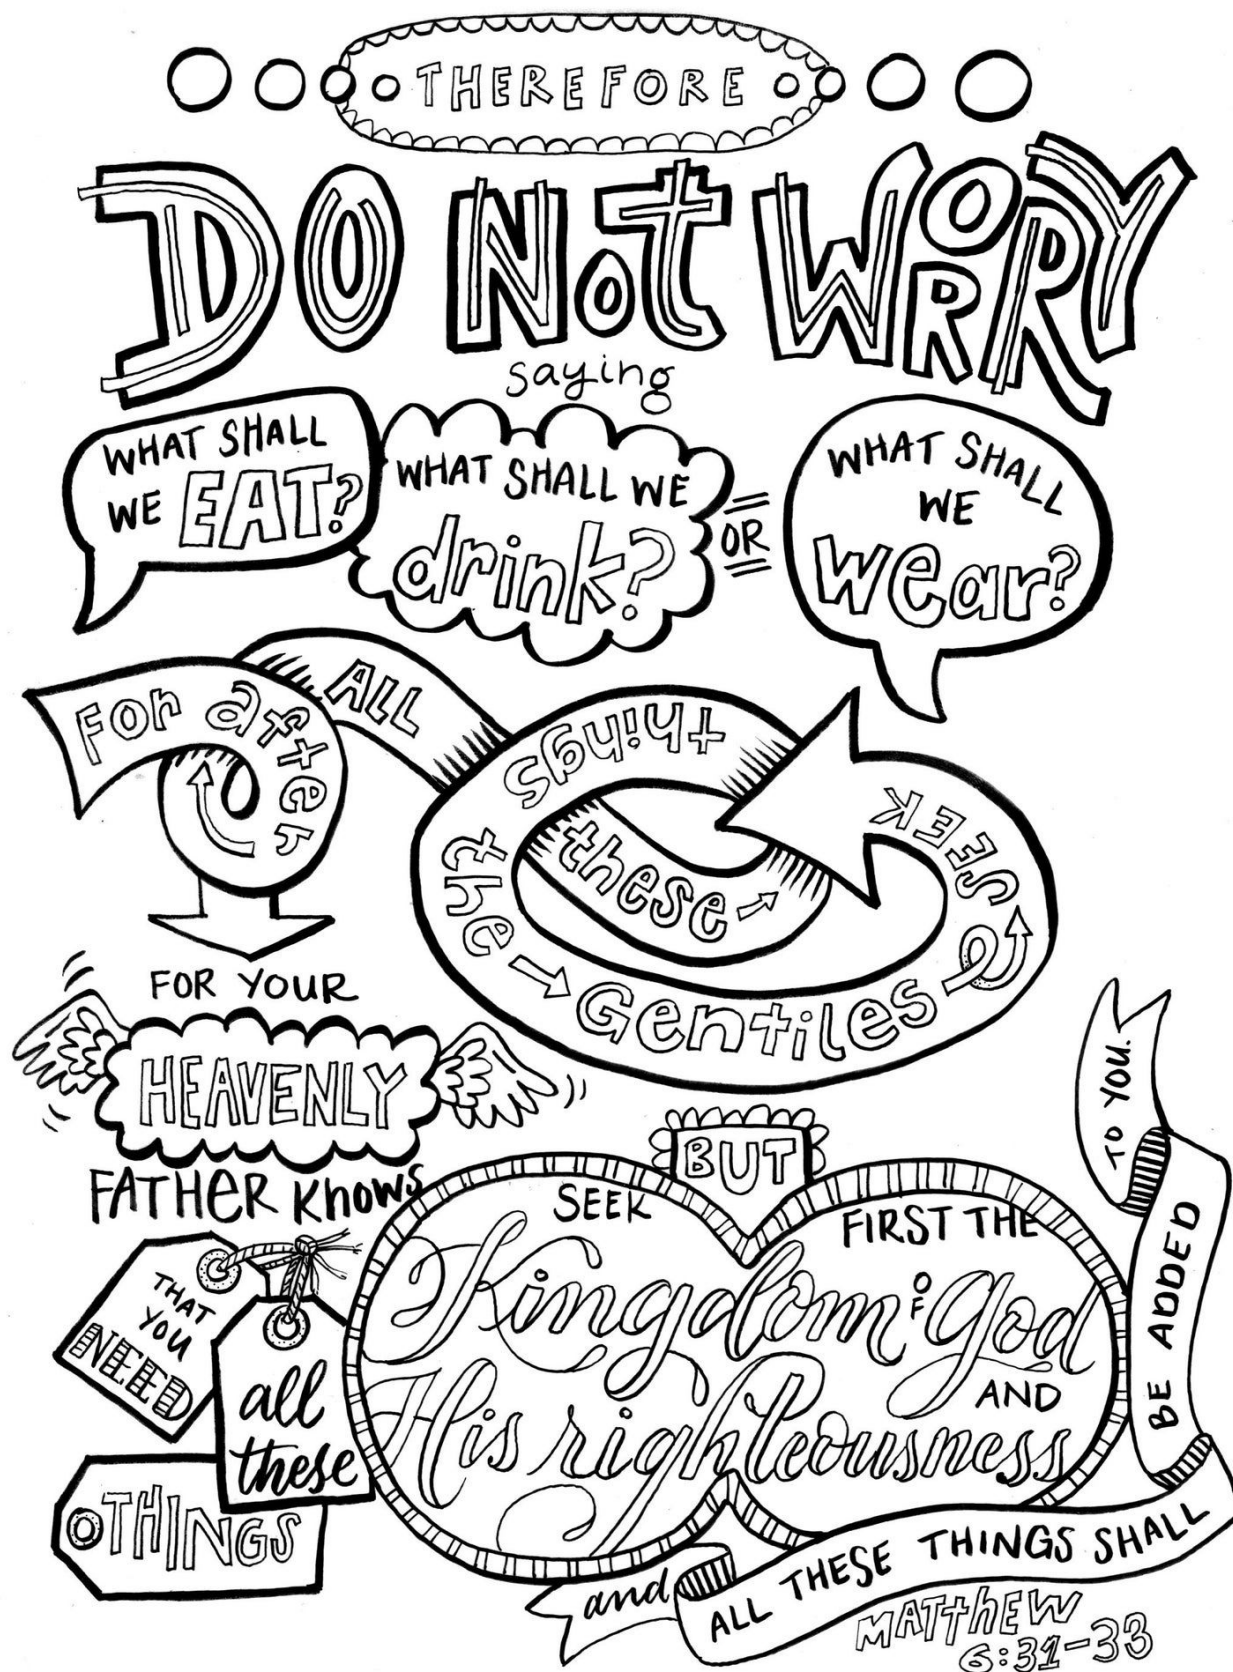 THEREFORE
DO NOT WORRY
saying
WHAT SHALL
WE EAT?
WHAT SHALL WE
drink?
OR
WHAT SHALL
WE
wear?
For after ALL
these things
the Gentiles SEEK
FOR YOUR
HEAVENLY
FATHER Knows
THAT
YOU
NEED
all
these
THINGS
BUT
SEEK FIRST THE
Kingdom OF God
AND
His righteousness
and
ALL THESE THINGS SHALL
BE ADDED
TO YOU.
MATThEW
6:31-33